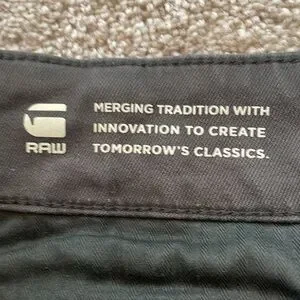 RAW
MERGING TRADITION WITH
INNOVATION TO CREATE
TOMORROW'S CLASSICS.